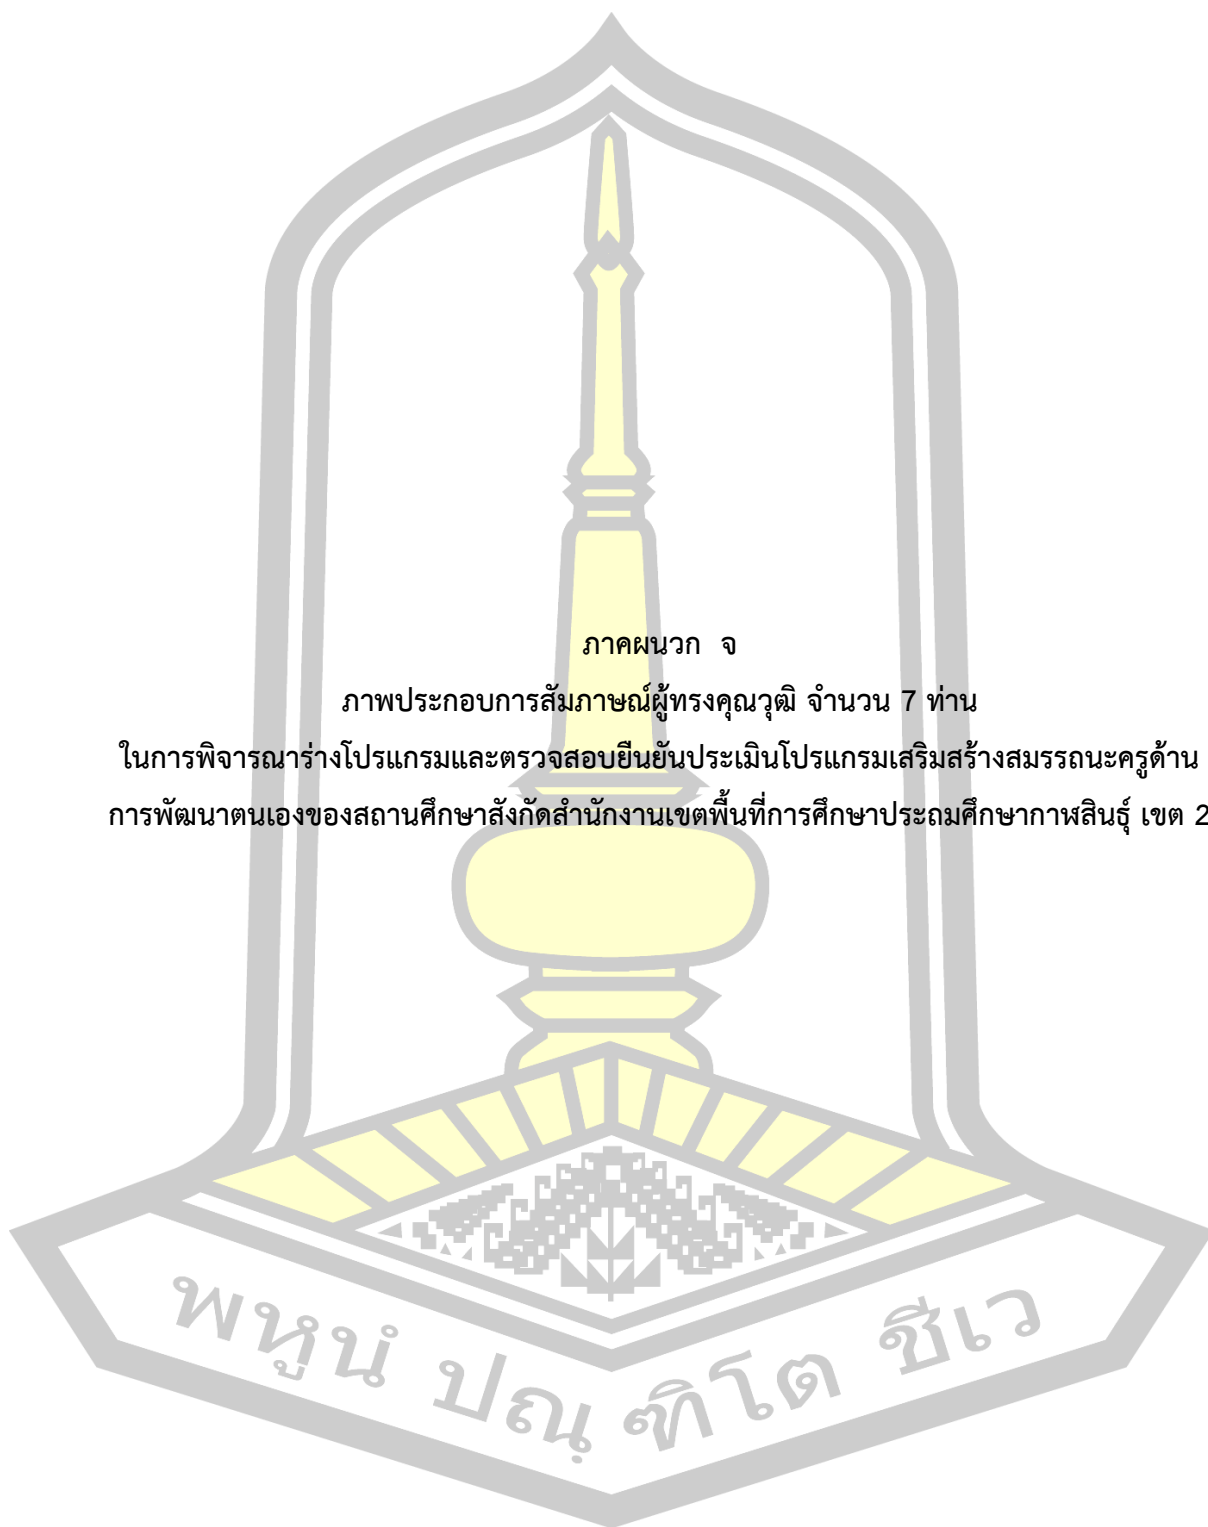 ภาคผนวก จ
ภาพประกอบการสัมภาษณ์ผู้ทรงคุณวุฒิ จำนวน 7 ท่าน
ในการพิจารณาร่างโปรแกรมและตรวจสอบยืนยันประเมินโปรแกรมเสริมสร้างสมรรถนะครูด้าน
การพัฒนาตนเองของสถานศึกษาสังกัดสำนักงานเขตพื้นที่การศึกษาประถมศึกษากาฬสินธุ์ เขต 2
พหูนํ ปณฺฑิโต ชีเว